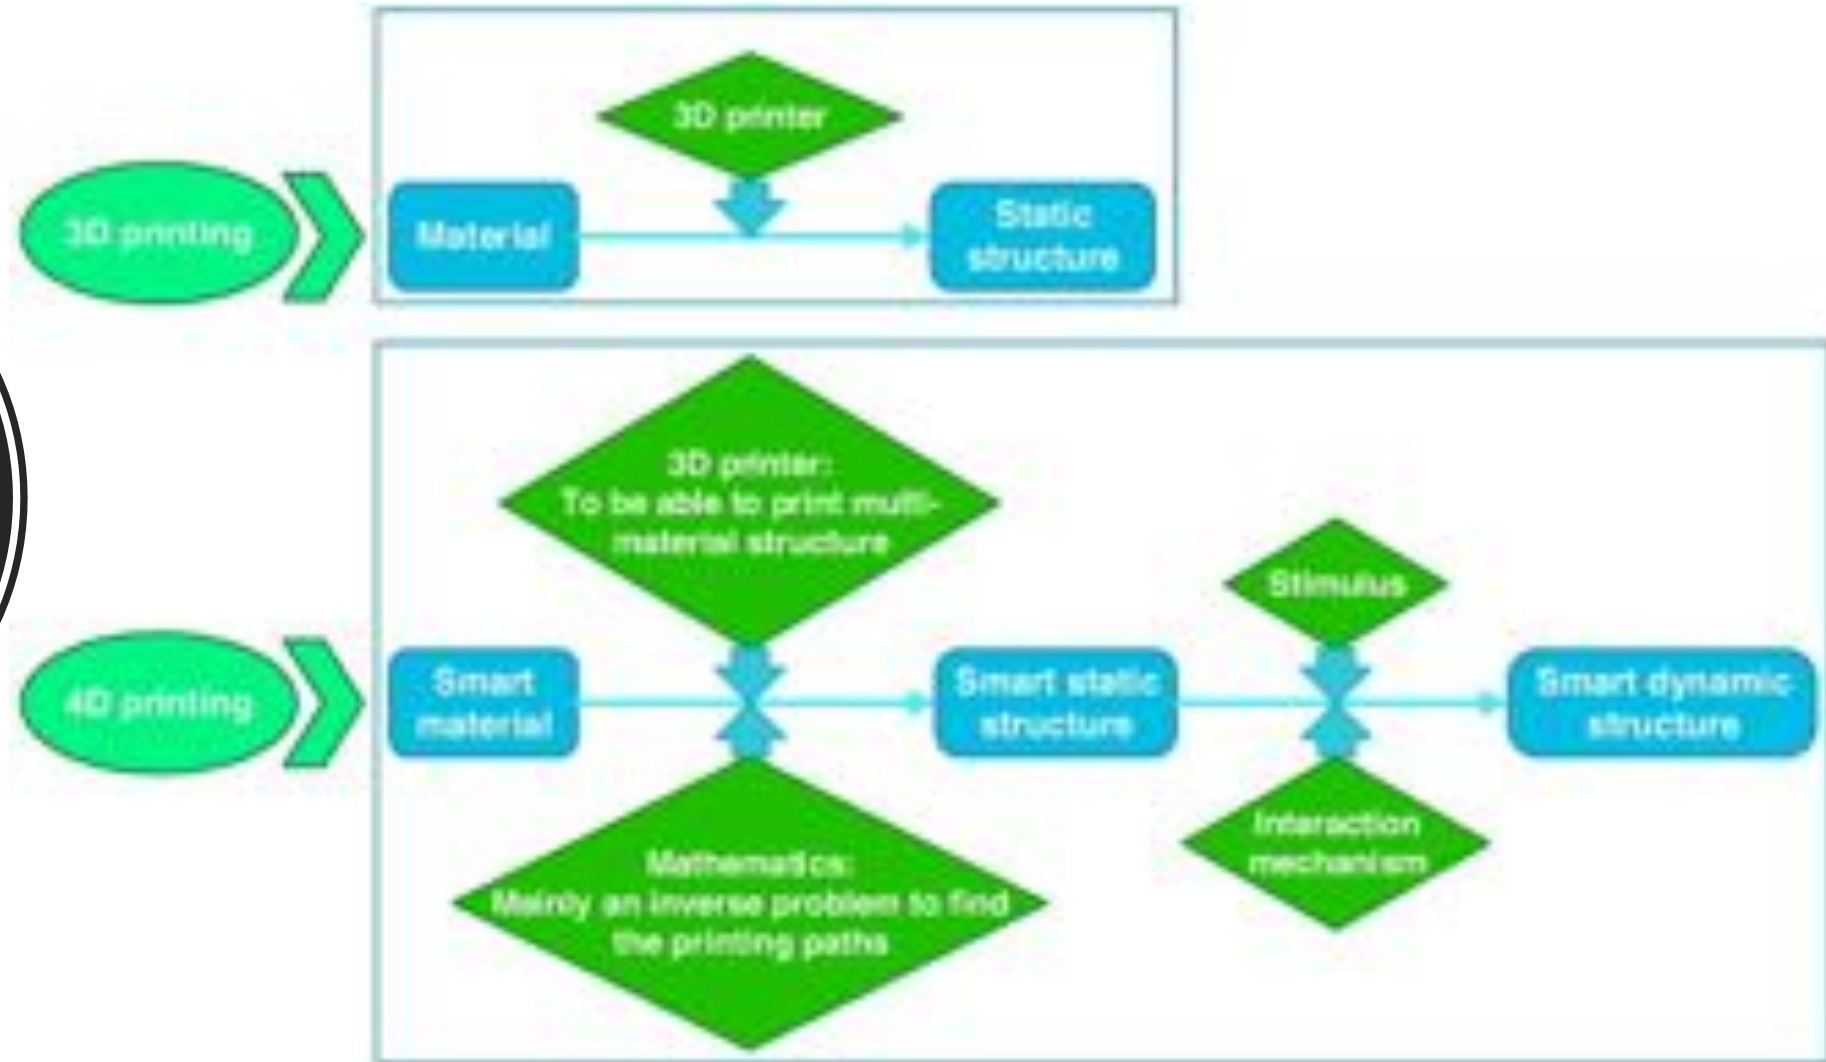 3D printer
3D printing
Material
Static
structure
3D printer:
To be able to print multi-
material structure
Stimulus
4D printing
Smart
material
Smart static
structure
Smart dynamic
structure
Mathematics:
Mainly an inverse problem to find
the printing paths
Interaction
mechanism